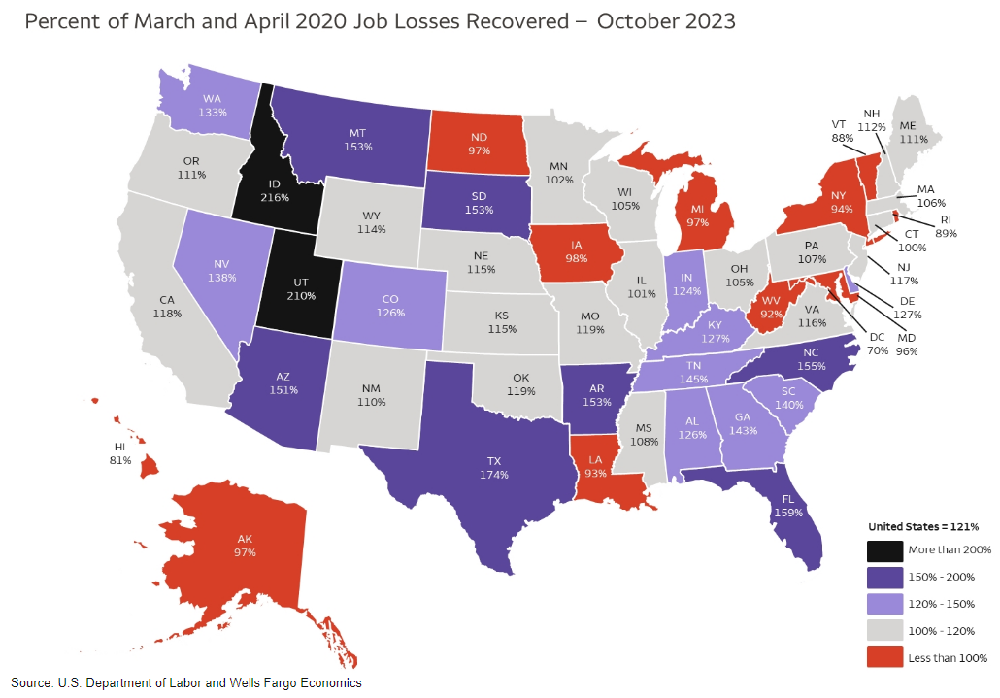 Percent of March and April 2020 Job Losses Recovered – October 2023
WA
133%
MT
153%
ND
97%
MN
102%
VT
88%
NH
112%
ME
111%
OR
111%
ID
216%
SD
153%
WI
105%
MI
97%
NY
94%
MA
106%
RI
89%
CT
100%
WY
114%
IA
98%
NE
115%
PA
107%
NJ
117%
NV
138%
UT
210%
CO
126%
IL
101%
IN
124%
OH
105%
WV
92%
VA
116%
DE
127%
MD
96%
DC
70%
CA
118%
KS
115%
MO
119%
KY
127%
NC
155%
TN
145%
AZ
151%
NM
110%
OK
119%
AR
153%
SC
140%
MS
108%
AL
126%
GA
143%
HI
81%
TX
174%
LA
93%
FL
159%
AK
97%
United States = 121%
More than 200%
150% - 200%
120% - 150%
100% - 120%
Less than 100%
Source: U.S. Department of Labor and Wells Fargo Economics